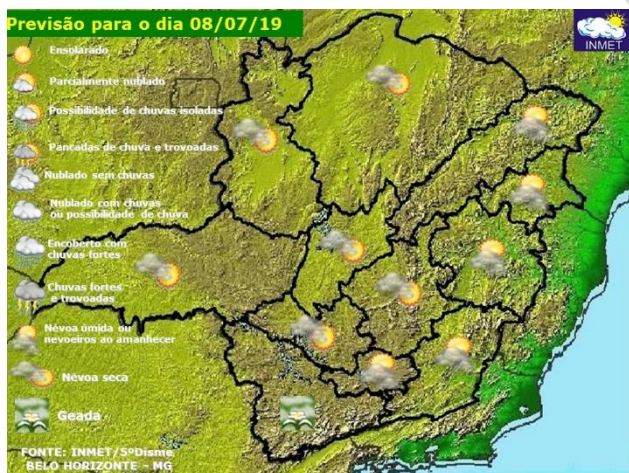 Previsão para o dia 08/07/19
INMET
Ensolarado
Parcialmente nublado
Possibilidade de chuvas isoladas
Pancadas de chuva e trovoadas
Nublado sem chuvas
Nublado com chuvas
ou possibilidade de chuva
Encoberto com
chuvas fortes
Chuvas fortes
e trovoadas
Névoa úmida ou
nevoeiros ao amanhecer
Névoa seca
Geada
FONTE: INMET/5ºDisme
BELO HORIZONTE - MG